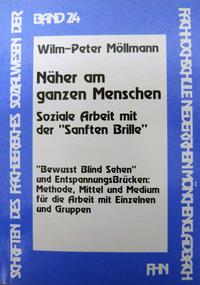 SCHRIFTEN DES FACHBEREICHES SOZIALWESEN DER
BAND 24
FACHHOCHSCHULE NIEDERRHEIN MÖNCHENGLADBACH
Wilm-Peter Möllmann
Näher am
ganzen Menschen
Soziale Arbeit mit
der "Sanften Brille"
"Bewusst Blind Sehen"
und EntspannungsBrücken:
Methode, Mittel und Medium
für die Arbeit mit Einzelnen
und Gruppen
FHN